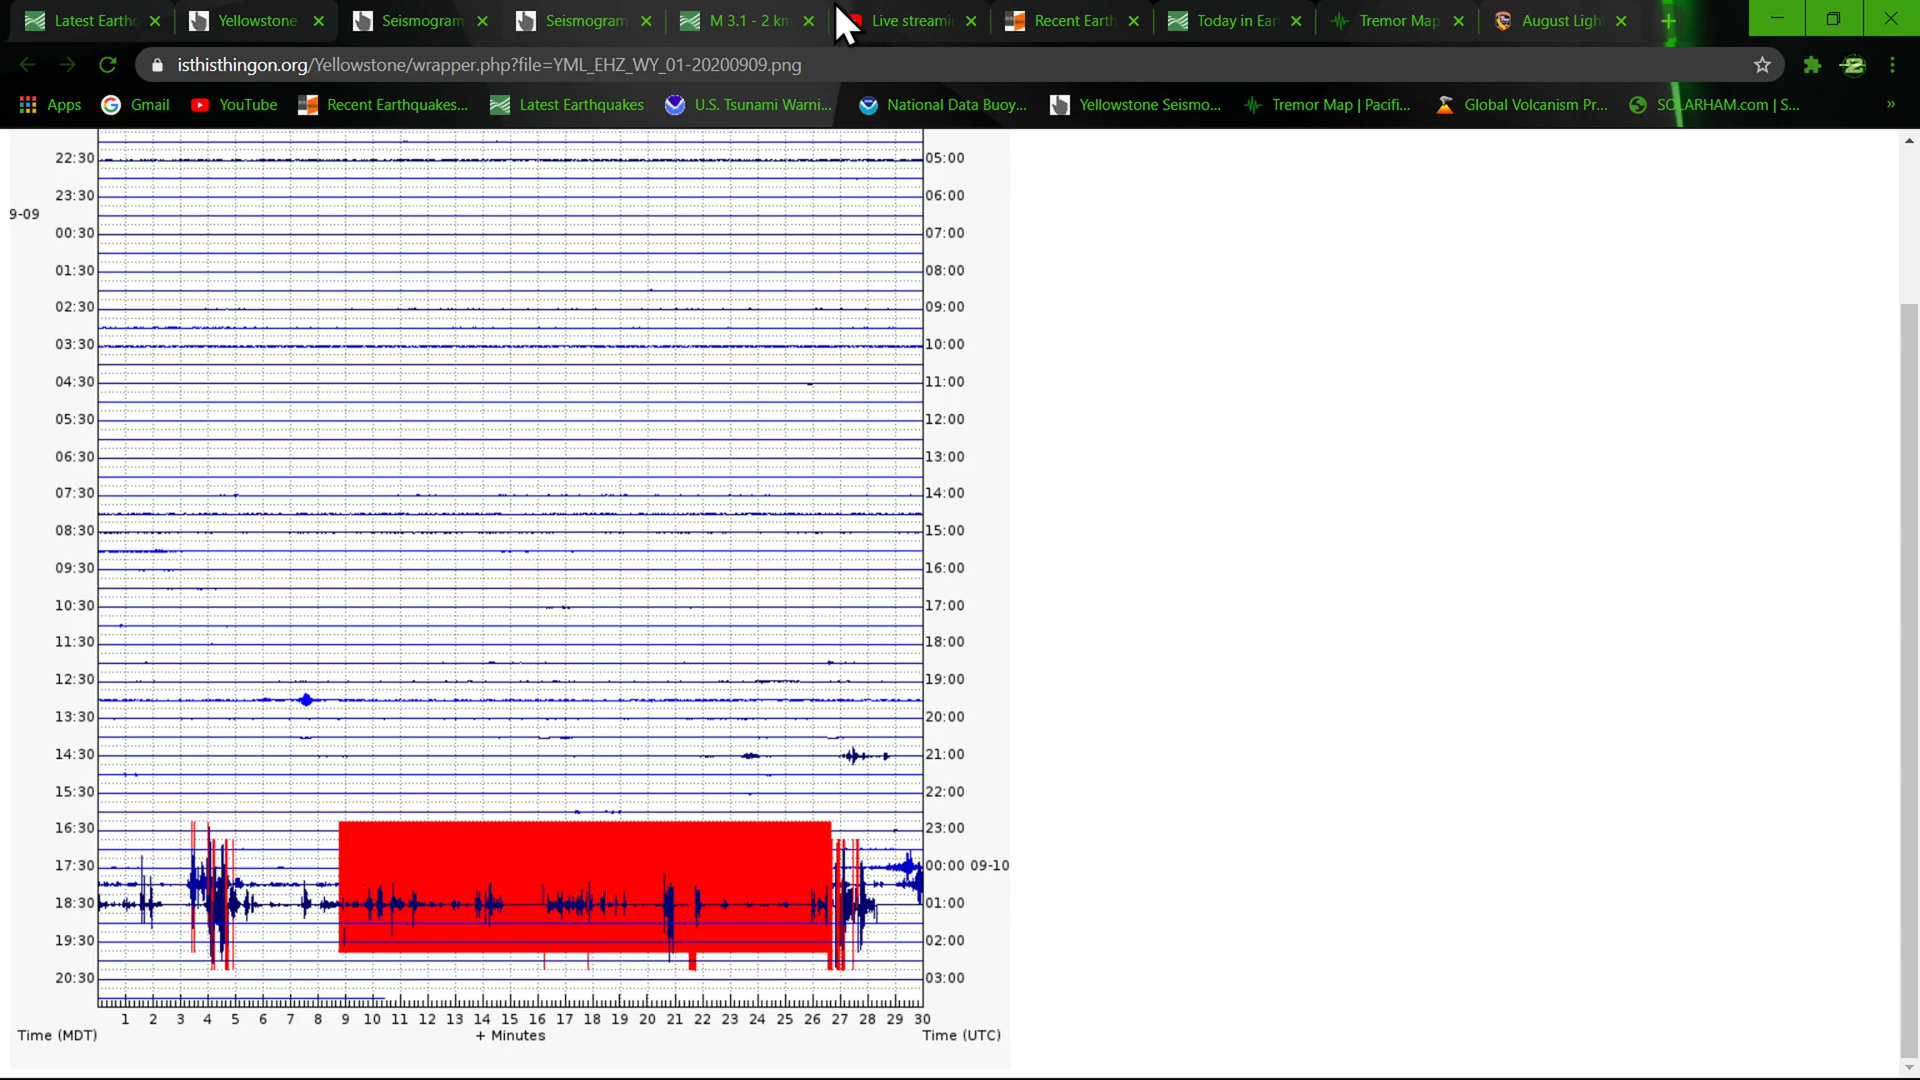 Latest Earth
Yellowstone
Seismogram
Seismogram
M 3.1 - 2 km
Live streami
Recent Earth
Today in Ear
Tremor Map
August Ligh
isthisthingon.org/Yellowstone/wrapper.php?file=YML_EHZ_WY_01-20200909.png
Apps
Gmail
YouTube
Recent Earthquakes...
Latest Earthquakes
U.S. Tsunami Warni...
National Data Buoy...
Yellowstone Seismo...
Tremor Map | Pacifi...
Global Volcanism Pr...
SOLARHAM.com | S...
»
22:30 05:00
23:30 06:00
9-09
00:30 07:00
01:30 08:00
02:30 09:00
03:30 10:00
04:30 11:00
05:30 12:00
06:30 13:00
07:30 14:00
08:30 15:00
09:30 16:00
10:30 17:00
11:30 18:00
12:30 19:00
13:30 20:00
14:30 21:00
15:30 22:00
16:30 23:00
17:30 00:00 09-10
18:30 01:00
19:30 02:00
20:30 03:00
1 2 3 4 5 6 7 8 9 10 11 12 13 14 15 16 17 18 19 20 21 22 23 24 25 26 27 28 29 30
Time (MDT) + Minutes Time (UTC)